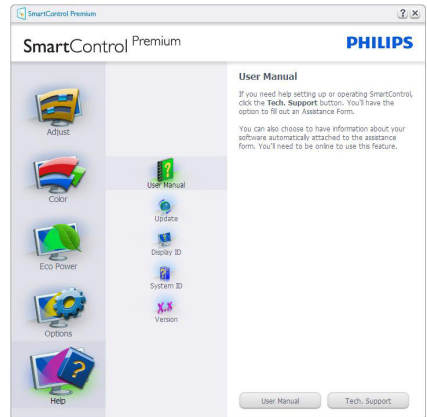 SmartControl Premium
SmartControl Premium
PHILIPS
Adjust
Color
Eco Power
Options
Help
User Manual
Update
Display ID
System ID
X.X
Version
User Manual
If you need help setting up or operating SmartControl,
click the Tech. Support button. You'll have the
option to fill out an Assistance Form.
You can also choose to have information about your
software automatically attached to the assistance
form. You'll need to be online to use this feature.
User Manual
Tech. Support